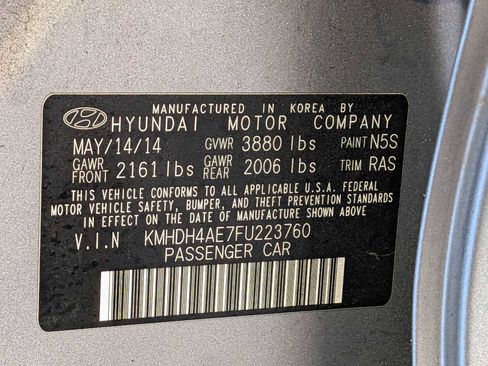 MANUFACTURED IN KOREA BY
HYUNDAI MOTOR COMPANY
MAY/14/14 GVWR 3880 lbs PAINT N5S
GAWR FRONT 2161 lbs GAWR REAR 2006 lbs TRIM RAS
THIS VEHICLE CONFORMS TO ALL APPLICABLE U.S.A. FEDERAL
MOTOR VEHICLE SAFETY, BUMPER, AND THEFT PREVENTION STANDARDS
IN EFFECT ON THE DATE OF MANUFACTURE SHOWN ABOVE.
V.I.N KMHDH4AE7FU223760
PASSENGER CAR